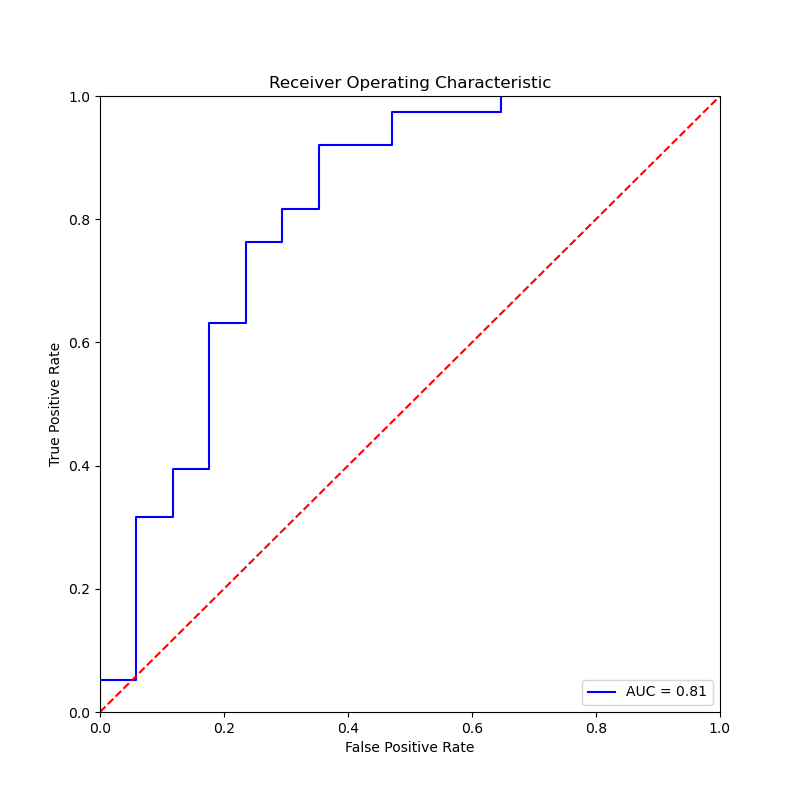 Receiver Operating Characteristic
1.0
0.8
0.6
0.4
0.2
0.0
True Positive Rate
AUC = 0.81
0.0 0.2 0.4 0.6 0.8 1.0
False Positive Rate